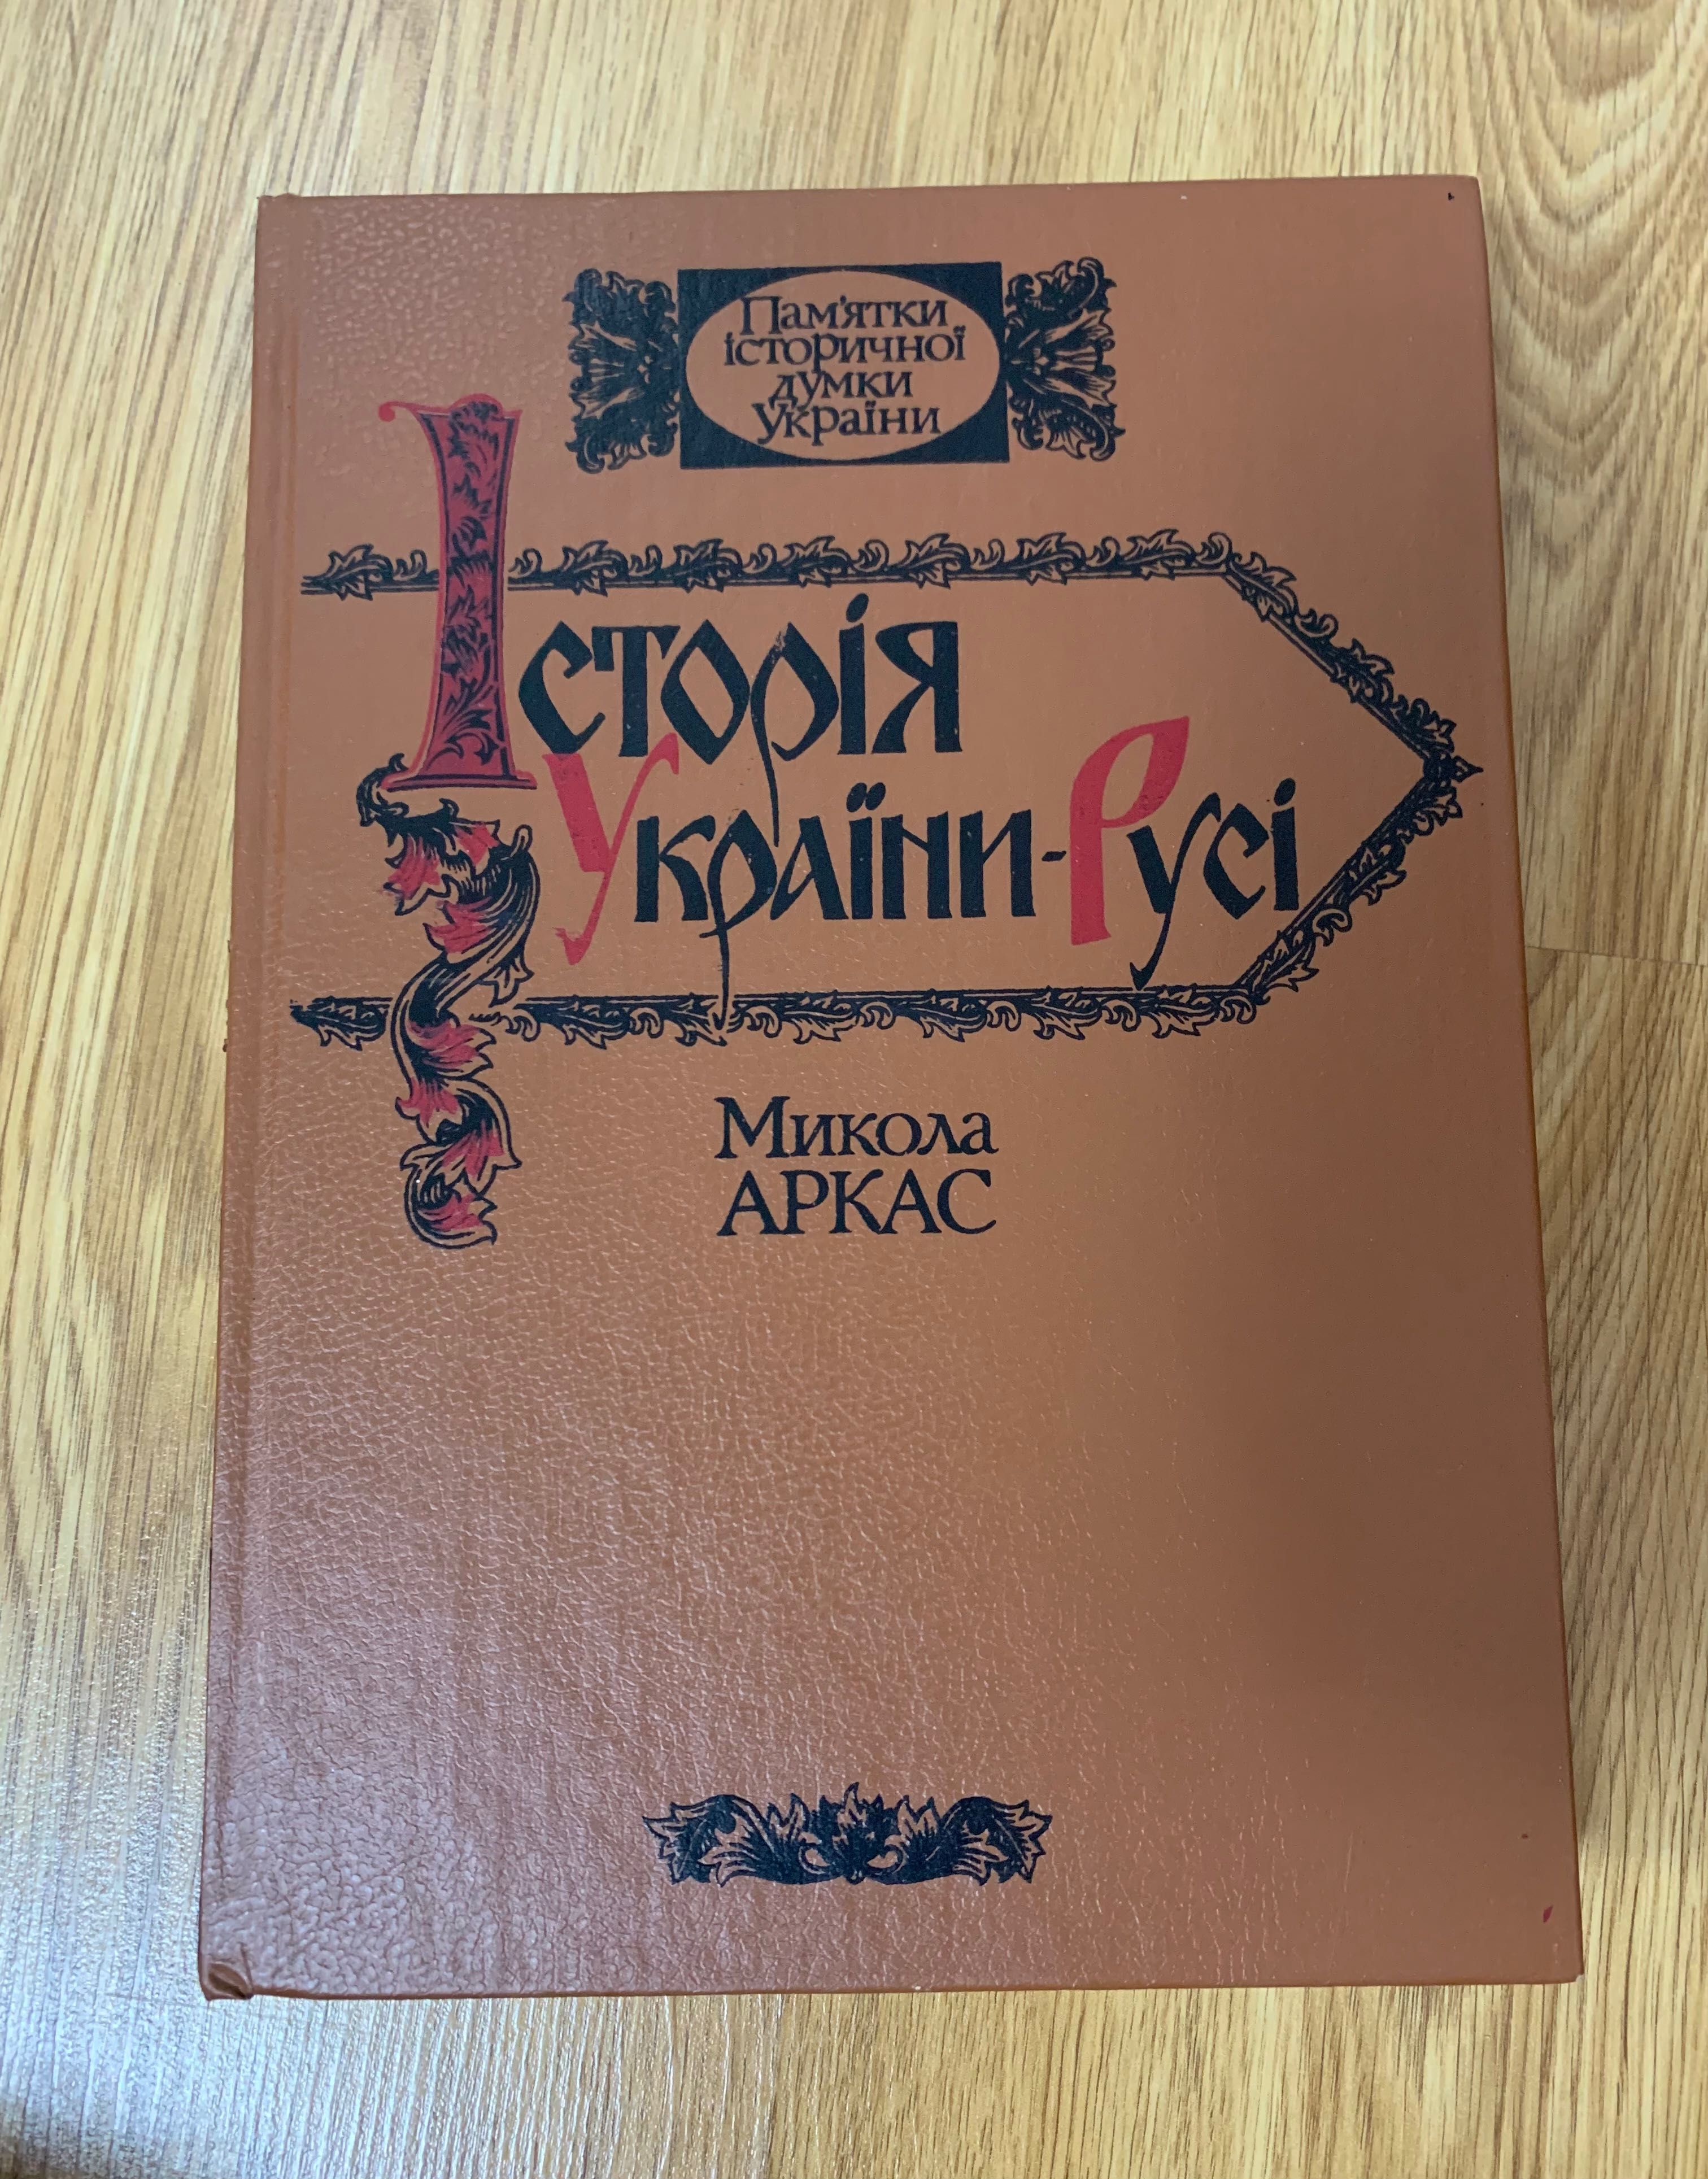 Пам'ятки
історичної
думки
України
Історія
України-Русі
Микола
АРКАС